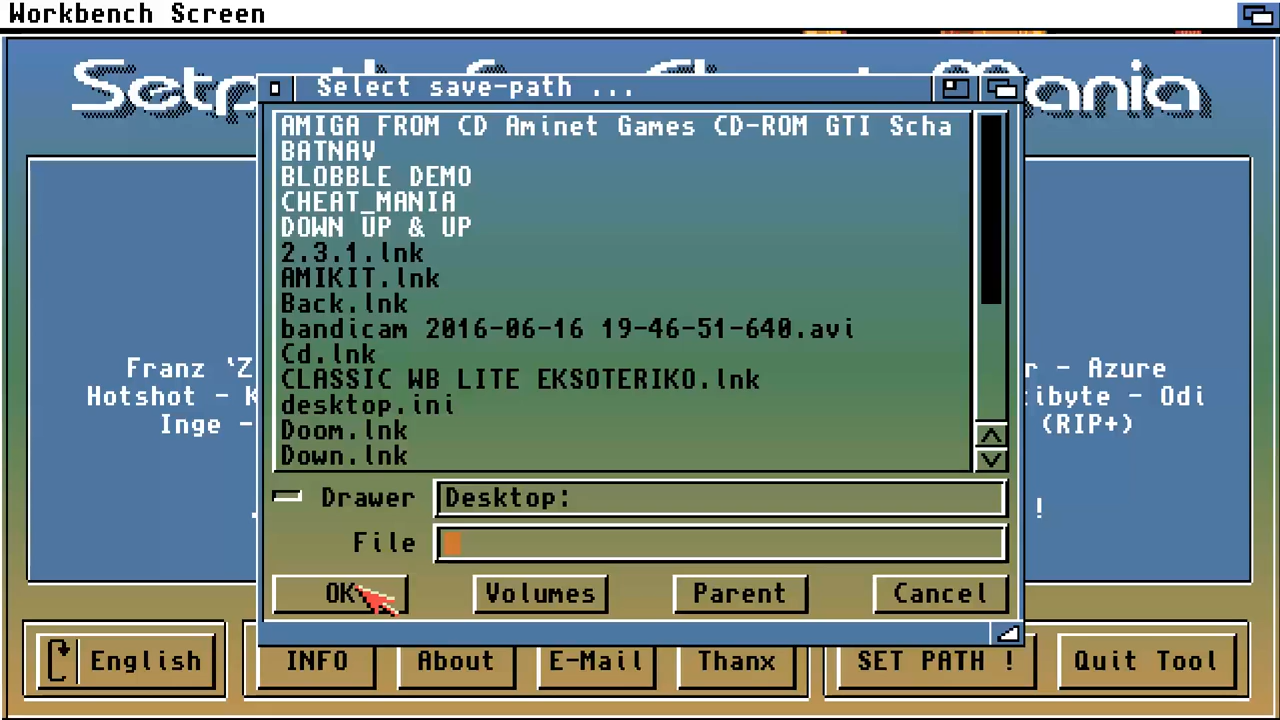 Workbench Screen
Setp
ania
Select save-path ...
AMIGA FROM CD Aminet Games CD-ROM GTI Scha
BATNAV
BLOBBLE DEMO
CHEAT_MANIA
DOWN UP & UP
2.3.1.lnk
AMIKIT.lnk
Back.lnk
bandicam 2016-06-16 19-46-51-640.avi
Cd.lnk
CLASSIC WB LITE EKSOTERIKO.lnk
desktop.ini
Doom.lnk
Down.lnk
Franz 'Z
r - Azure
Hotshot - K
tibyte - Odi
Inge -
(RIP+)
. !
Drawer Desktop:
File
OK Volumes Parent Cancel
English INFO About E-Mail Thanx SET PATH ! Quit Tool